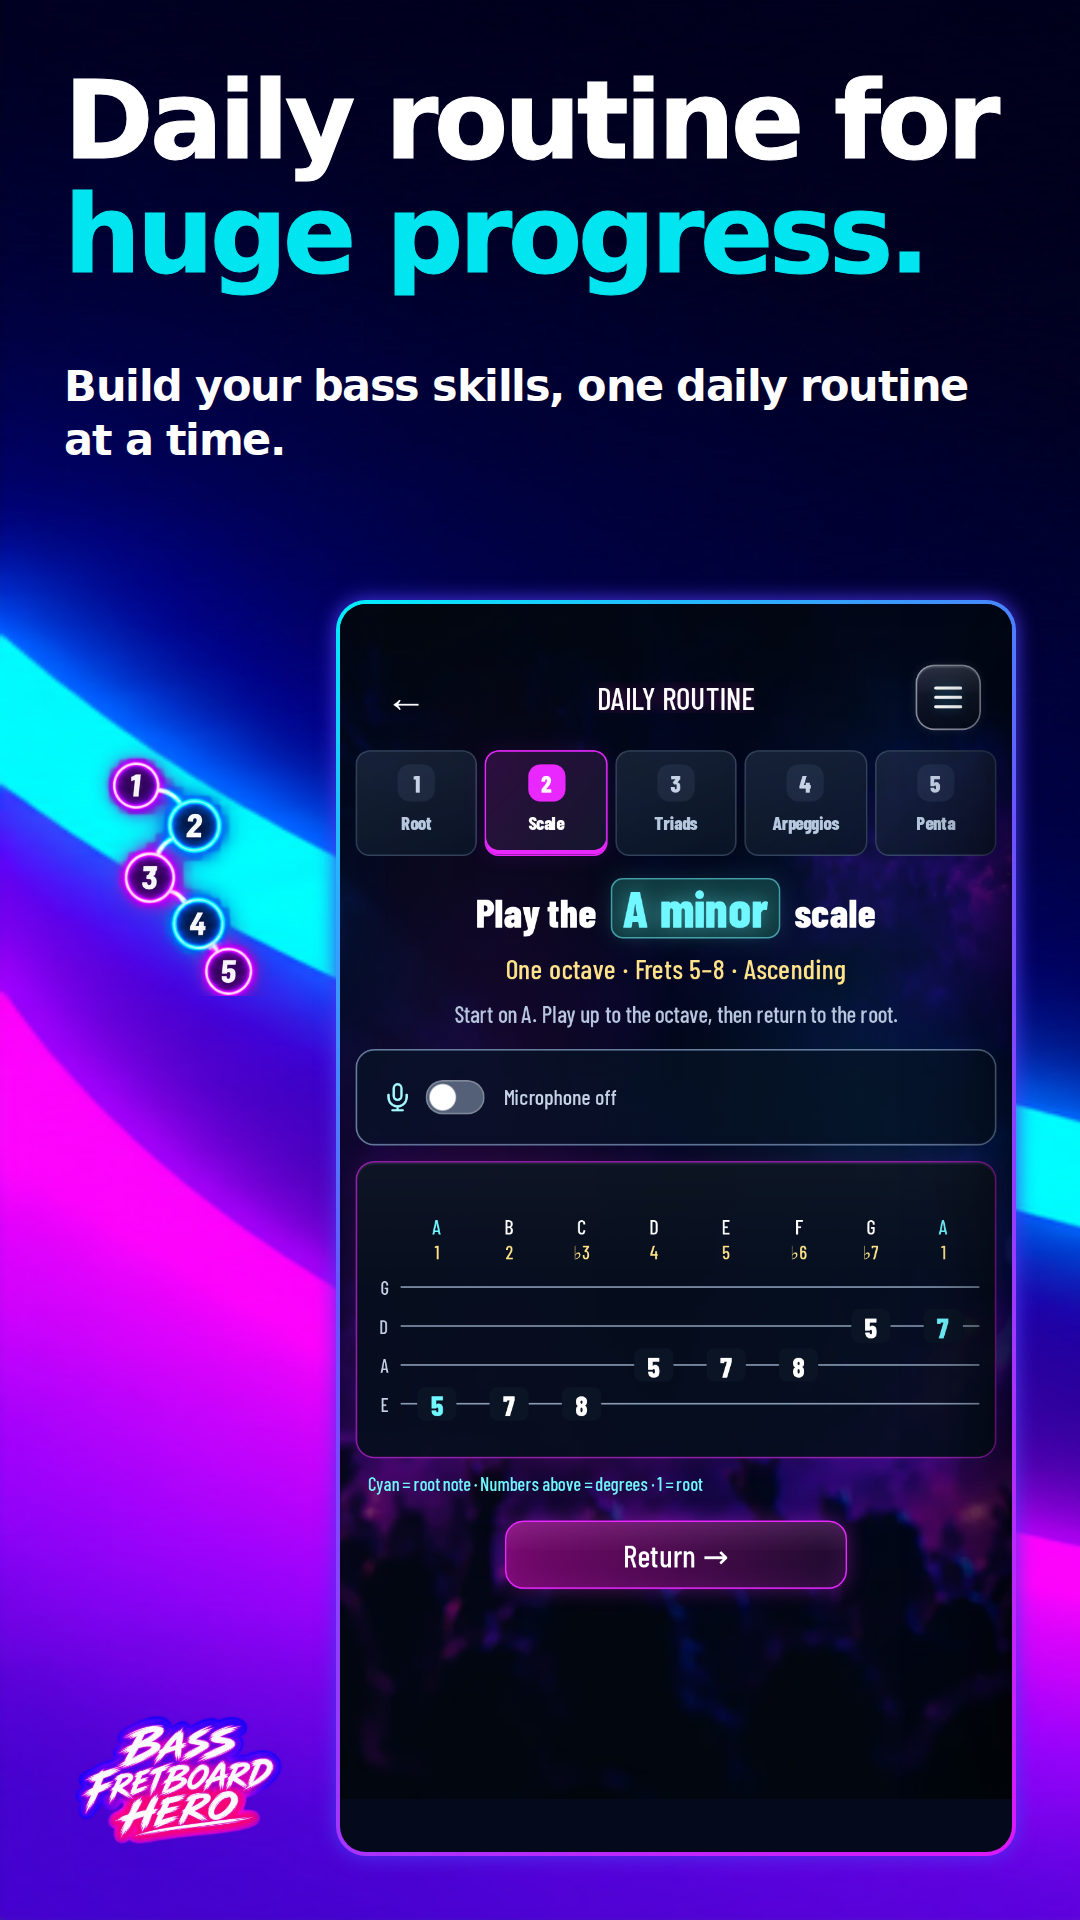 Daily routine for
huge progress.
Build your bass skills, one daily routine
at a time.
← DAILY ROUTINE
1 2 3 4 5
Root Scale Triads Arpeggios Penta
1
2
3
4
5
Play the A minor scale
One octave · Frets 5–8 · Ascending
Start on A. Play up to the octave, then return to the root.
Microphone off
A B C D E F G A
1 2 ♭3 4 5 ♭6 ♭7 1
G
D 5 7
A 5 7 8
E 5 7 8
Cyan = root note · Numbers above = degrees · 1 = root
Return →
BASS
FRETBOARD
HERO